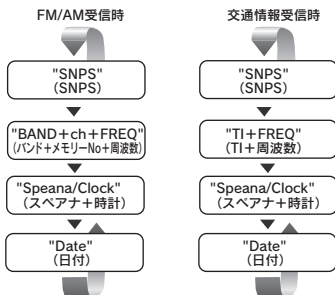 FM/AM受信時
"SNPS"
(SNPS)
"BAND+ch+FREQ"
(バンド+メモリーNo+周波数)
"Speana/Clock"
(スペアナ+時計)
"Date"
(日付)
交通情報受信時
"SNPS"
(SNPS)
"TI+FREQ"
(TI+周波数)
"Speana/Clock"
(スペアナ+時計)
"Date"
(日付)